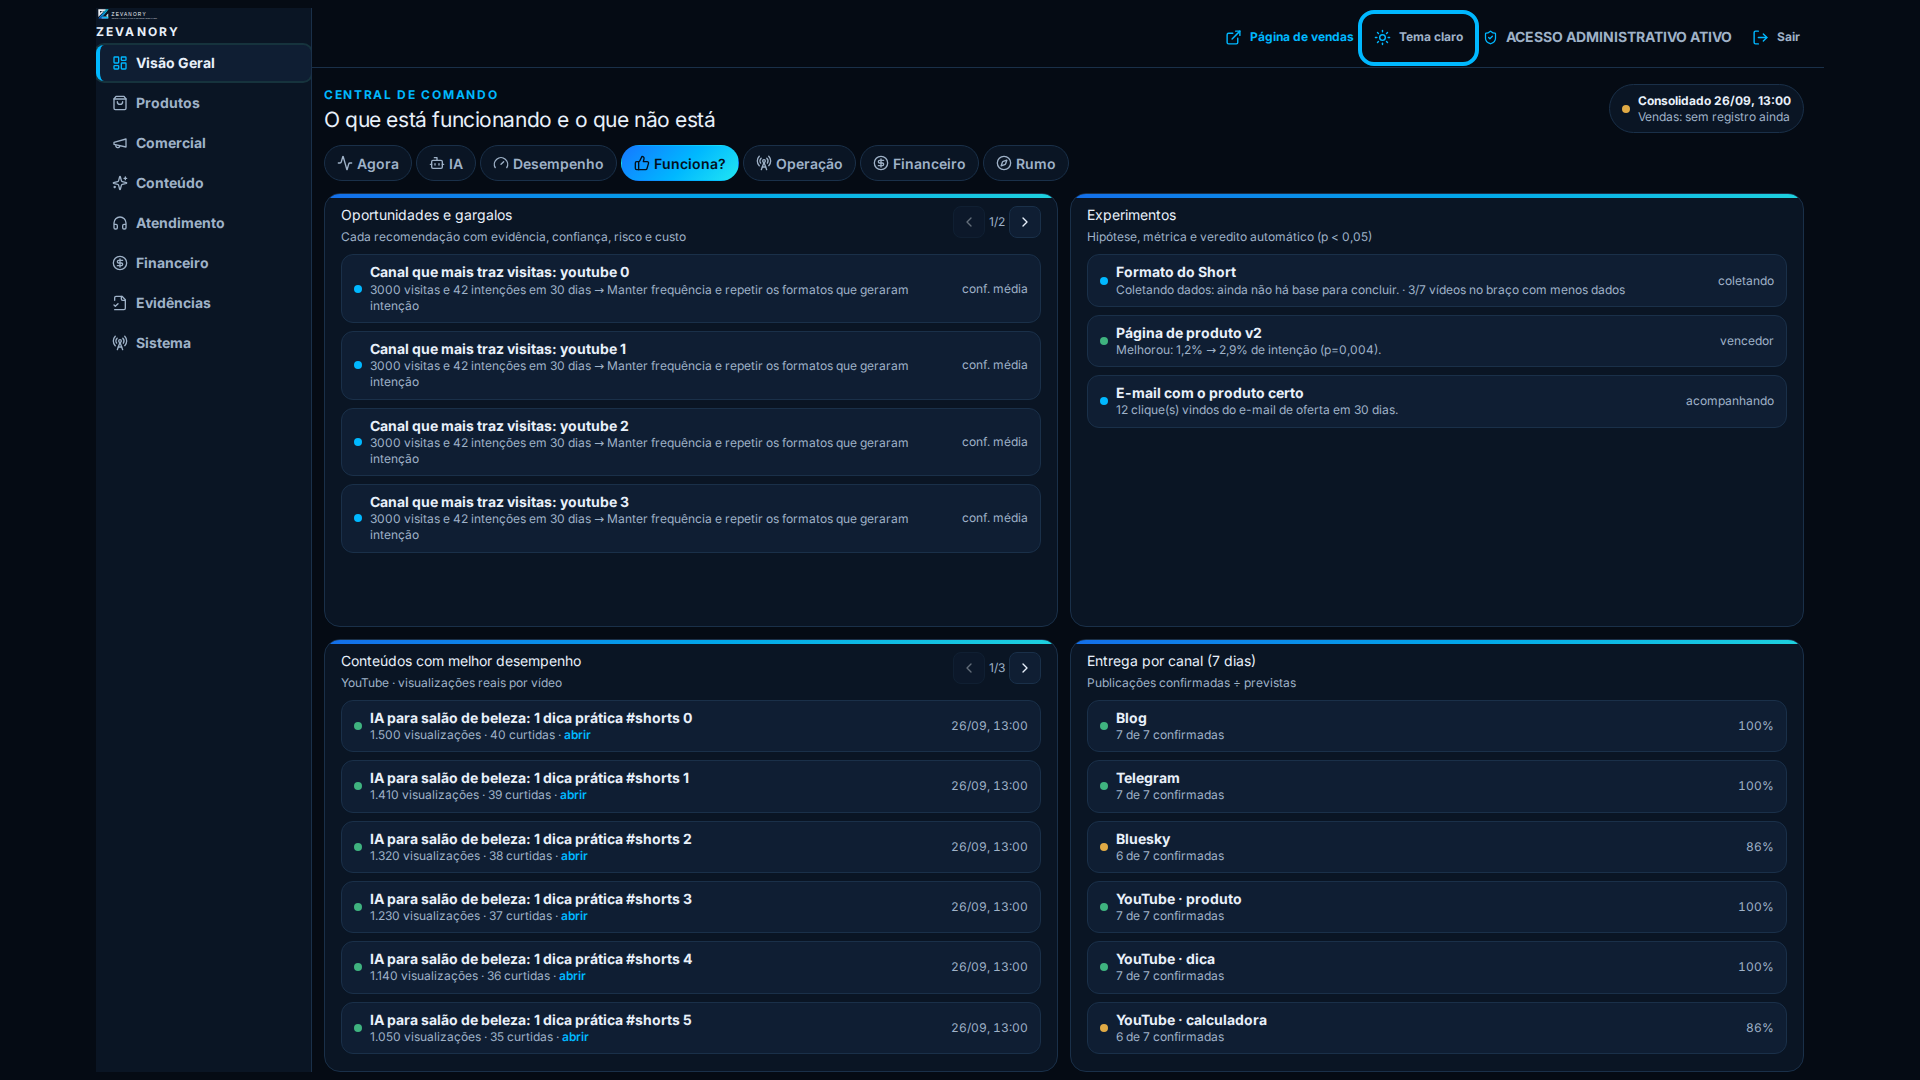 ZEVANORY
ZEVANORY
Visão Geral
Produtos
Comercial
Conteúdo
Atendimento
Financeiro
Evidências
Sistema
Página de vendas
Tema claro
ACESSO ADMINISTRATIVO ATIVO
Sair
CENTRAL DE COMANDO
O que está funcionando e o que não está
Consolidado 26/09, 13:00
Vendas: sem registro ainda
Agora
IA
Desempenho
Funciona?
Operação
Financeiro
Rumo
Oportunidades e gargalos
Cada recomendação com evidência, confiança, risco e custo
1/2
Canal que mais traz visitas: youtube 0
3000 visitas e 42 intenções em 30 dias → Manter frequência e repetir os formatos que geraram
intenção
conf. média
Canal que mais traz visitas: youtube 1
3000 visitas e 42 intenções em 30 dias → Manter frequência e repetir os formatos que geraram
intenção
conf. média
Canal que mais traz visitas: youtube 2
3000 visitas e 42 intenções em 30 dias → Manter frequência e repetir os formatos que geraram
intenção
conf. média
Canal que mais traz visitas: youtube 3
3000 visitas e 42 intenções em 30 dias → Manter frequência e repetir os formatos que geraram
intenção
conf. média
Experimentos
Hipótese, métrica e veredito automático (p < 0,05)
Formato do Short
Coletando dados: ainda não há base para concluir. · 3/7 vídeos no braço com menos dados
coletando
Página de produto v2
Melhorou: 1,2% → 2,9% de intenção (p=0,004).
vencedor
E-mail com o produto certo
12 clique(s) vindos do e-mail de oferta em 30 dias.
acompanhando
Conteúdos com melhor desempenho
YouTube · visualizações reais por vídeo
1/3
IA para salão de beleza: 1 dica prática #shorts 0
1.500 visualizações · 40 curtidas · abrir
26/09, 13:00
IA para salão de beleza: 1 dica prática #shorts 1
1.410 visualizações · 39 curtidas · abrir
26/09, 13:00
IA para salão de beleza: 1 dica prática #shorts 2
1.320 visualizações · 38 curtidas · abrir
26/09, 13:00
IA para salão de beleza: 1 dica prática #shorts 3
1.230 visualizações · 37 curtidas · abrir
26/09, 13:00
IA para salão de beleza: 1 dica prática #shorts 4
1.140 visualizações · 36 curtidas · abrir
26/09, 13:00
IA para salão de beleza: 1 dica prática #shorts 5
1.050 visualizações · 35 curtidas · abrir
26/09, 13:00
Entrega por canal (7 dias)
Publicações confirmadas ÷ previstas
Blog
7 de 7 confirmadas
100%
Telegram
7 de 7 confirmadas
100%
Bluesky
6 de 7 confirmadas
86%
YouTube · produto
7 de 7 confirmadas
100%
YouTube · dica
7 de 7 confirmadas
100%
YouTube · calculadora
6 de 7 confirmadas
86%